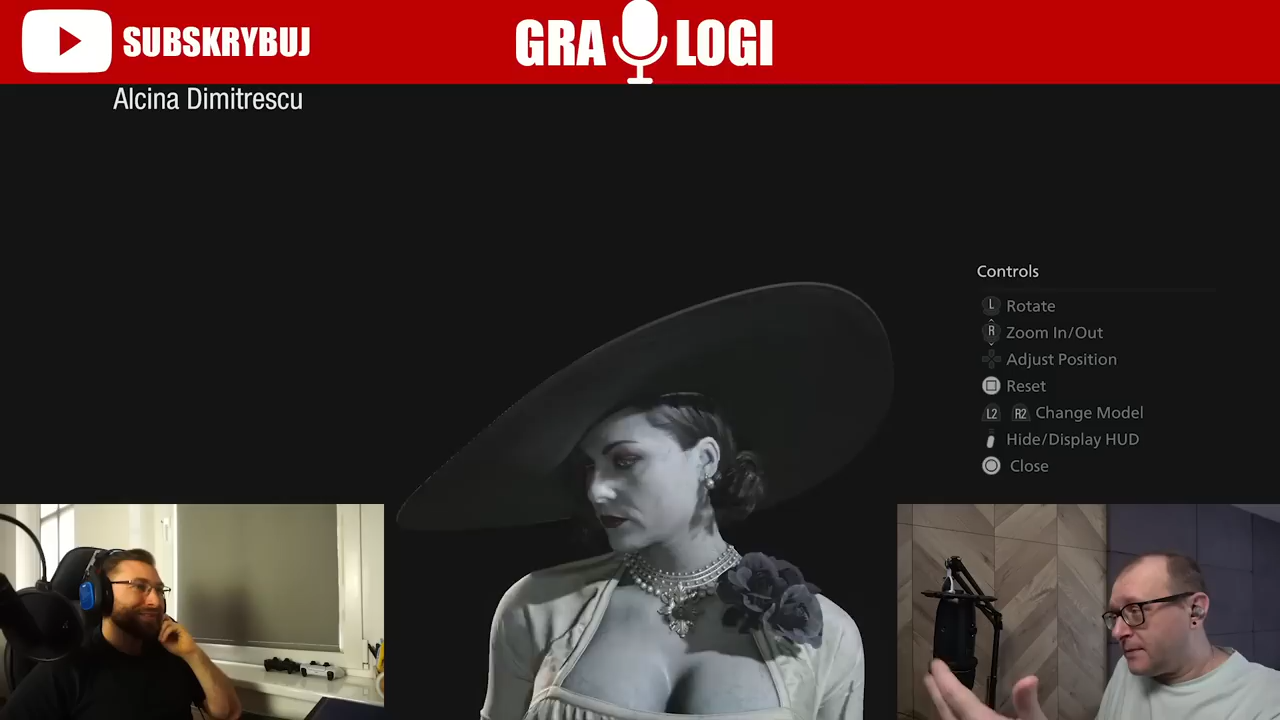 SUBSKRYBUJ
GRA LOGI
Alcina Dimitrescu
Controls
L Rotate
R Zoom In/Out
Adjust Position
Reset
L2 R2 Change Model
Hide/Display HUD
Close